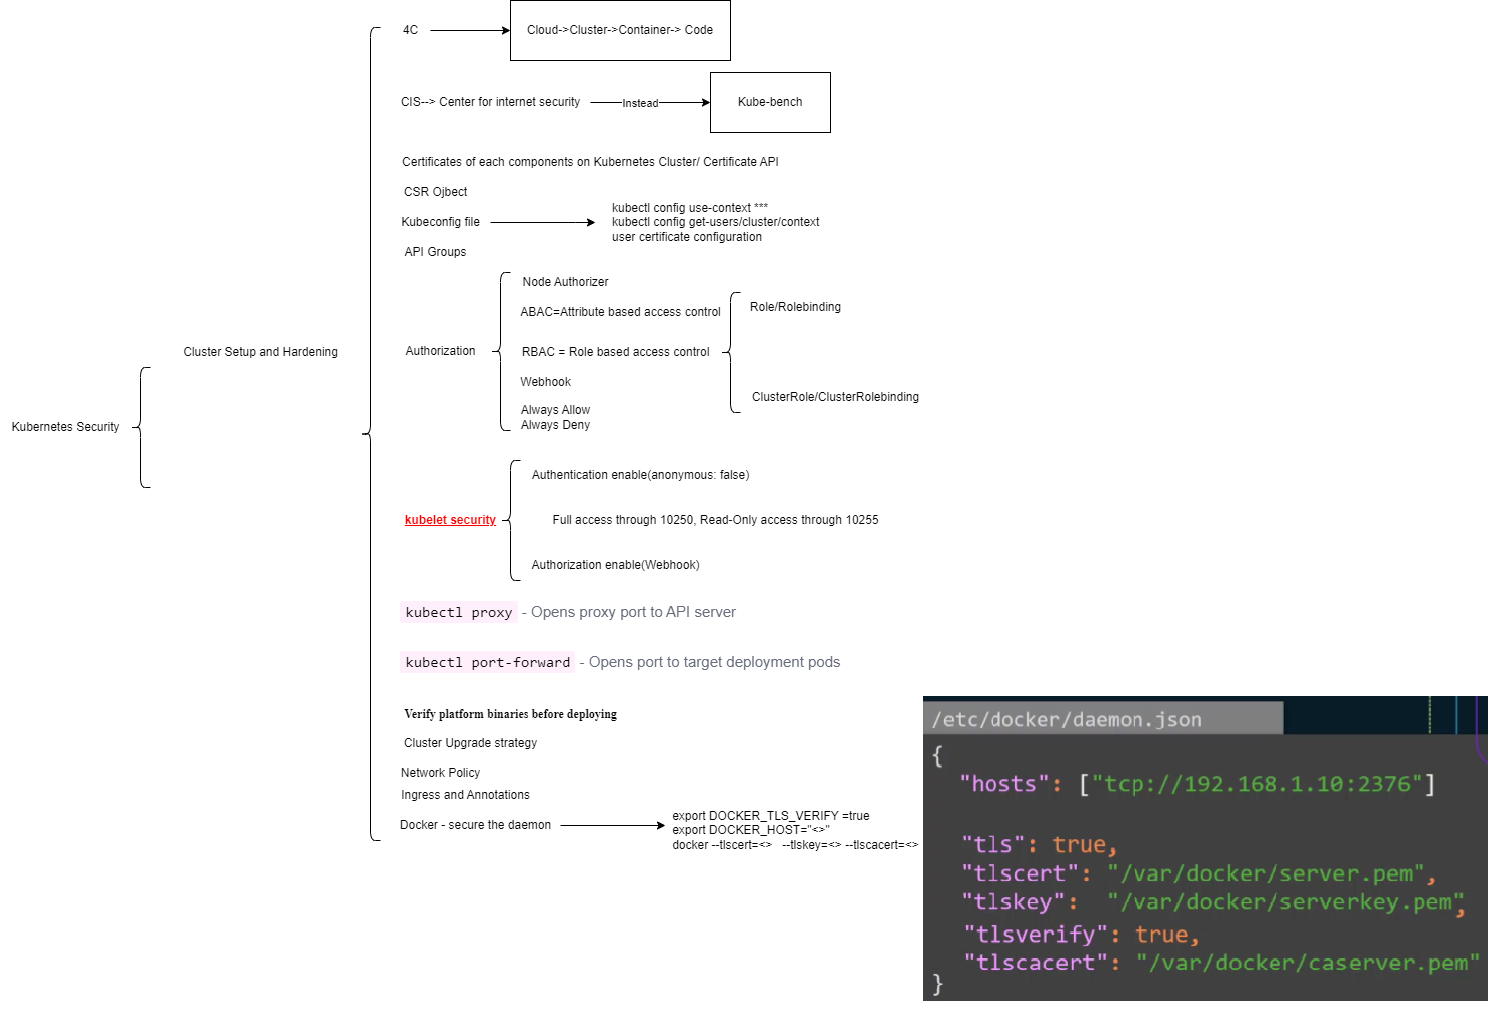 4C
Cloud->Cluster->Container-> Code
CIS--> Center for internet security
Instead
Kube-bench
Certificates of each components on Kubernetes Cluster/ Certificate API
CSR Ojbect
Kubeconfig file
kubectl config use-context ***
kubectl config get-users/cluster/context
user certificate configuration
API Groups
Node Authorizer
ABAC=Attribute based access control
Role/Rolebinding
Authorization
RBAC = Role based access control
Webhook
ClusterRole/ClusterRolebinding
Always Allow
Always Deny
Cluster Setup and Hardening
Kubernetes Security
Authentication enable(anonymous: false)
kubelet security
Full access through 10250, Read-Only access through 10255
Authorization enable(Webhook)
kubectl proxy - Opens proxy port to API server
kubectl port-forward - Opens port to target deployment pods
Verify platform binaries before deploying
Cluster Upgrade strategy
Network Policy
Ingress and Annotations
Docker - secure the daemon
export DOCKER_TLS_VERIFY =true
export DOCKER_HOST="<>"
docker --tlscert=<> --tlskey=<> --tlscacert=<>
/etc/docker/daemon.json
{
"hosts": ["tcp://192.168.1.10:2376"]
"tls": true,
"tlscert": "/var/docker/server.pem",
"tlskey": "/var/docker/serverkey.pem",
"tlsverify": true,
"tlscacert": "/var/docker/caserver.pem"
}